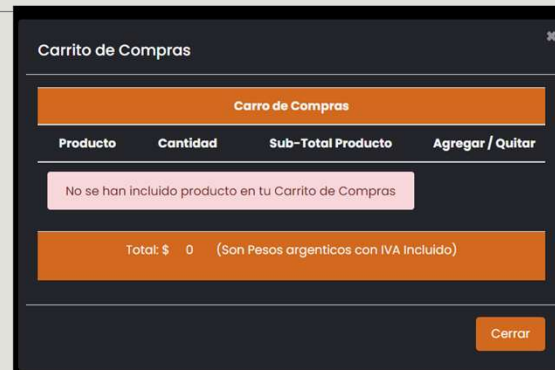 Carrito de Compras
Carro de Compras
Producto Cantidad Sub-Total Producto Agregar / Quitar
No se han incluido producto en tu Carrito de Compras
Total: $ 0 (Son Pesos argenticos con IVA Incluido)
Cerrar